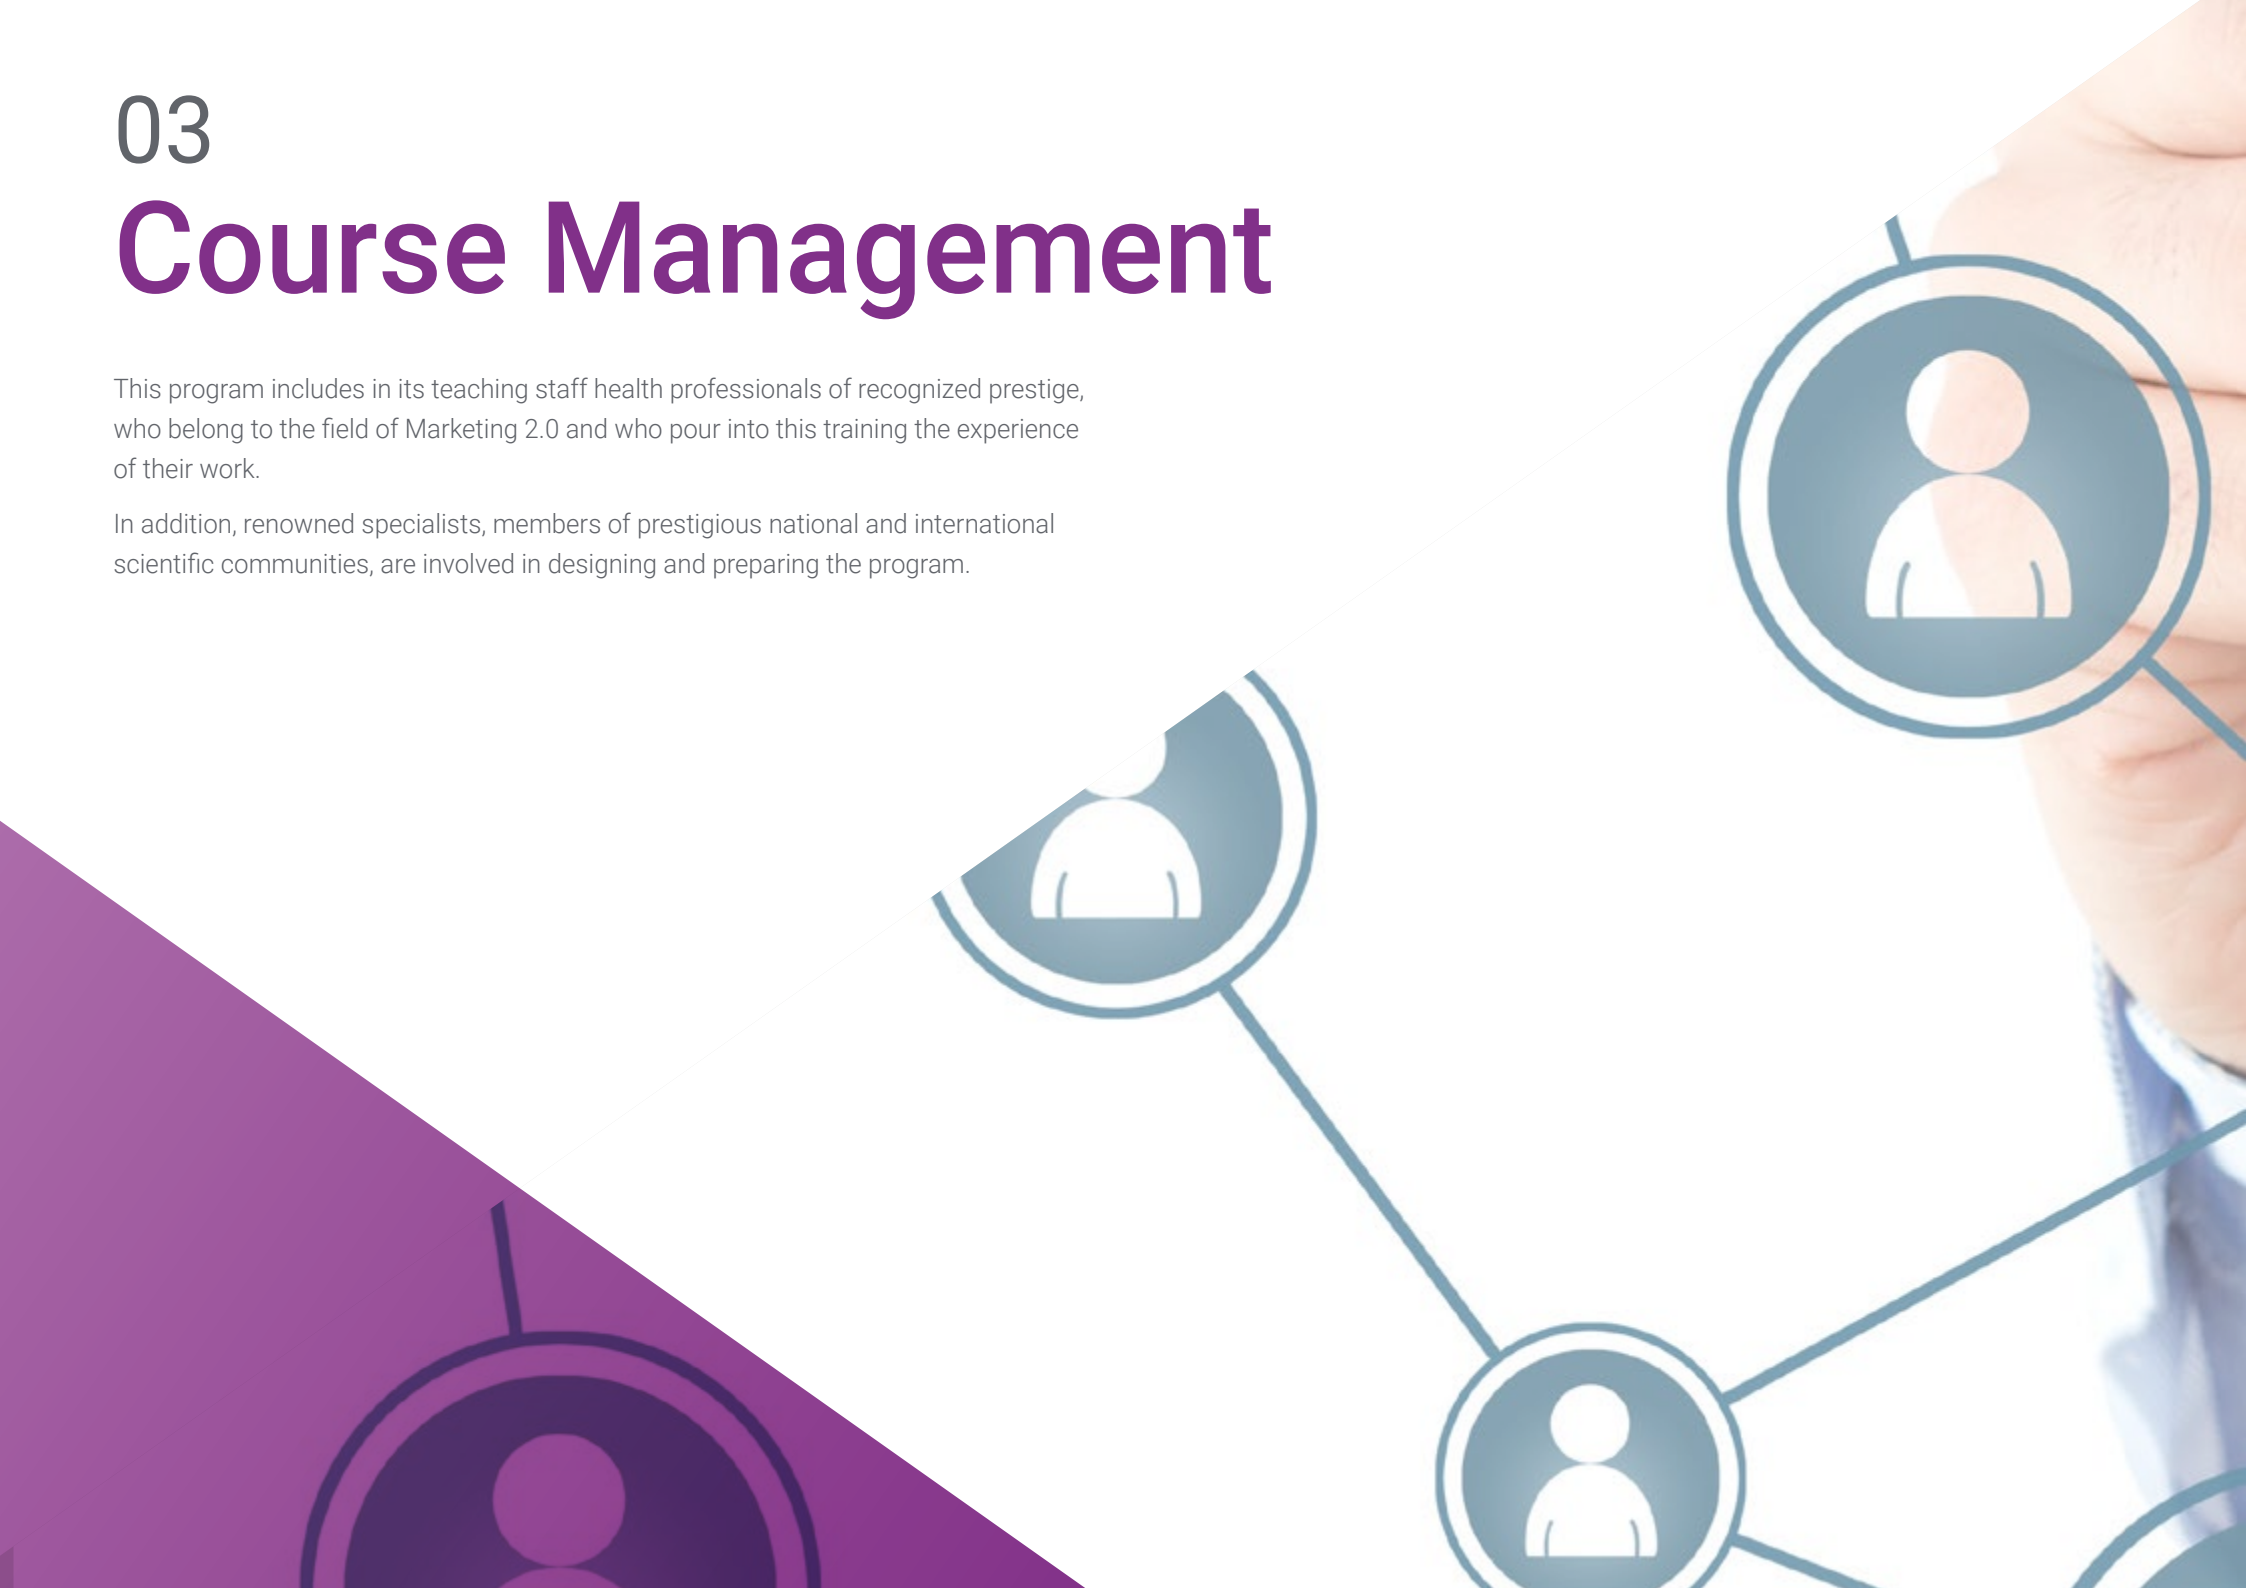 03
Course Management
This program includes in its teaching staff health professionals of recognized prestige,
who belong to the field of Marketing 2.0 and who pour into this training the experience
of their work.
In addition, renowned specialists, members of prestigious national and international
scientific communities, are involved in designing and preparing the program.